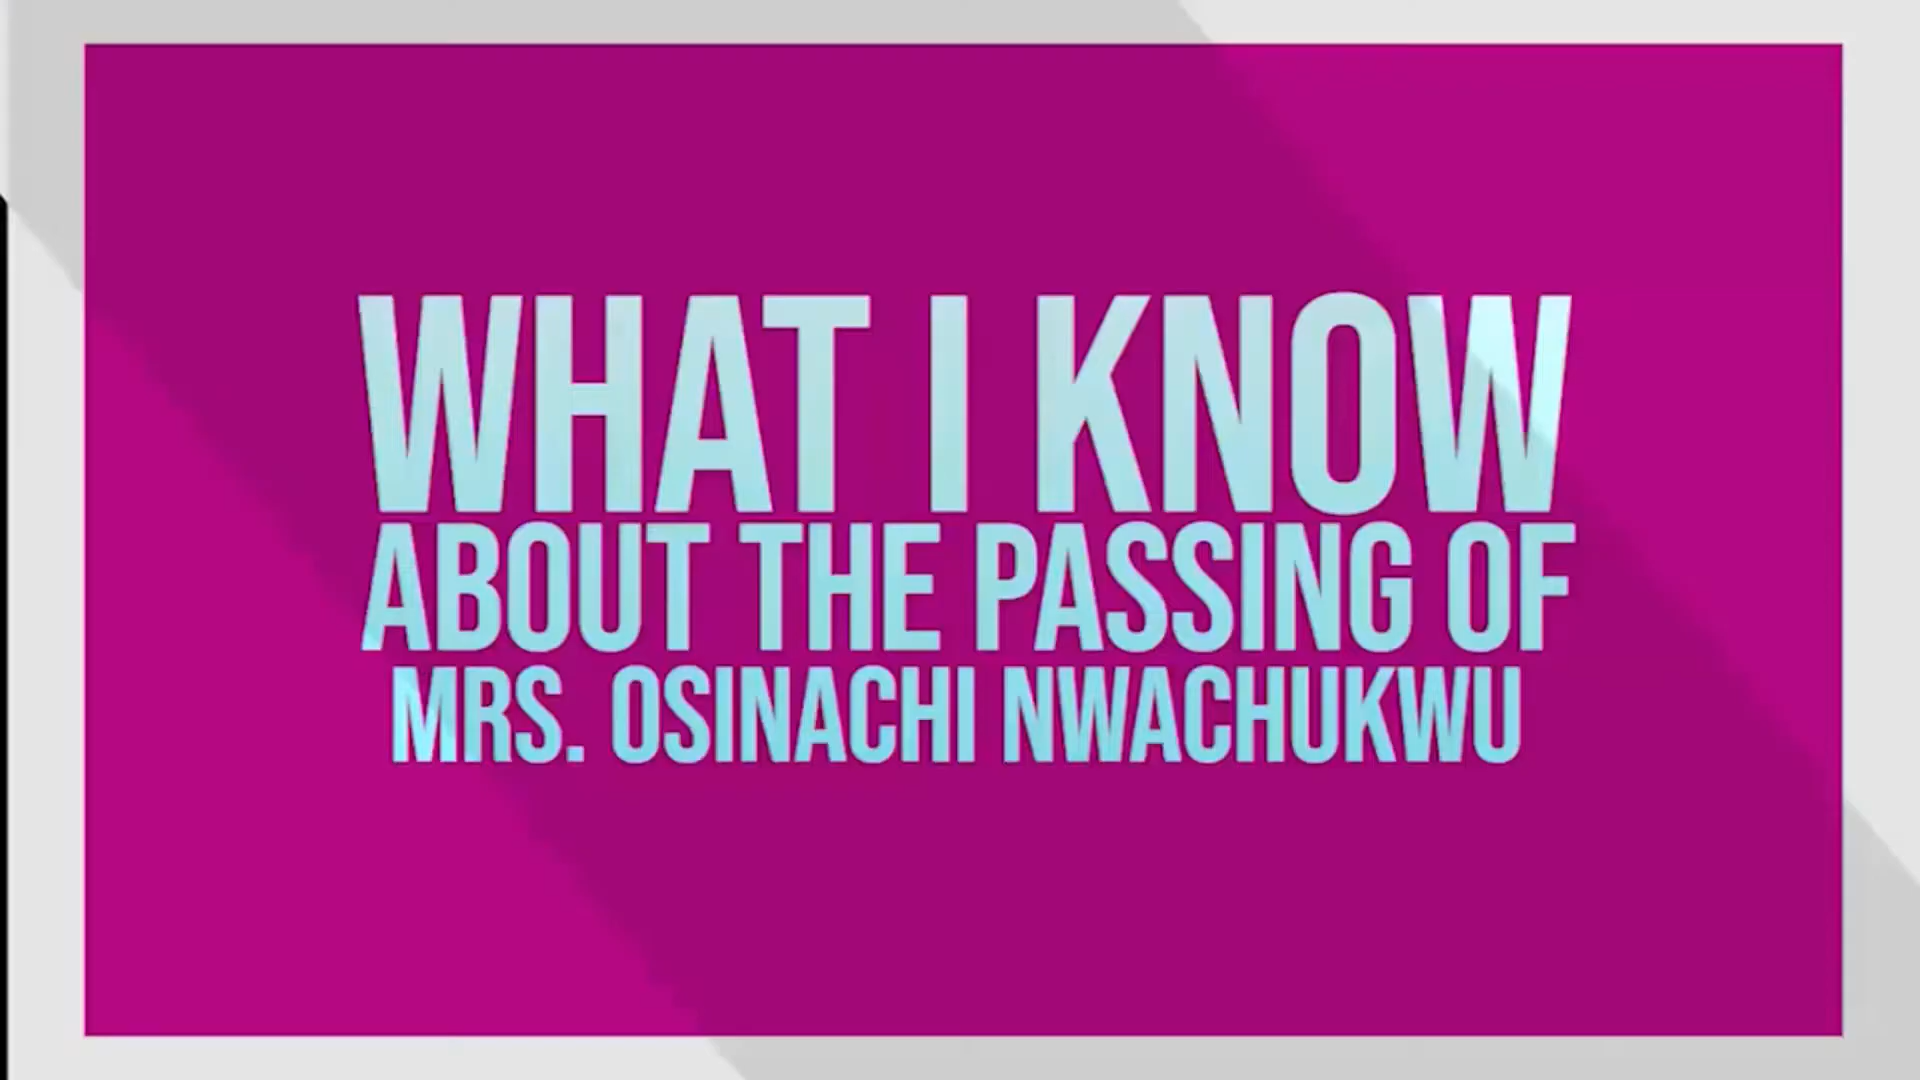 WHAT I KNOW
ABOUT THE PASSING OF
MRS. OSINACHI NWACHUKWU